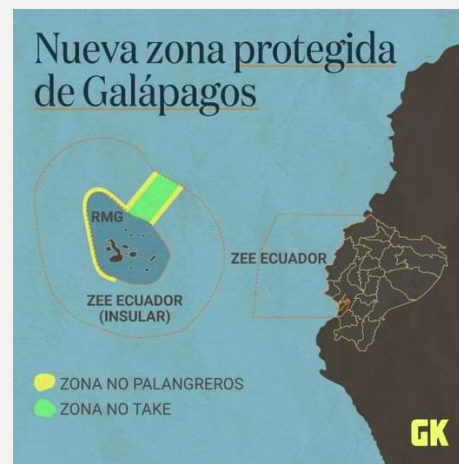 Nueva zona protegida
de Galápagos
RMG
ZEE ECUADOR
(INSULAR)
ZEE ECUADOR
ZONA NO PALANGREROS
ZONA NO TAKE
GK